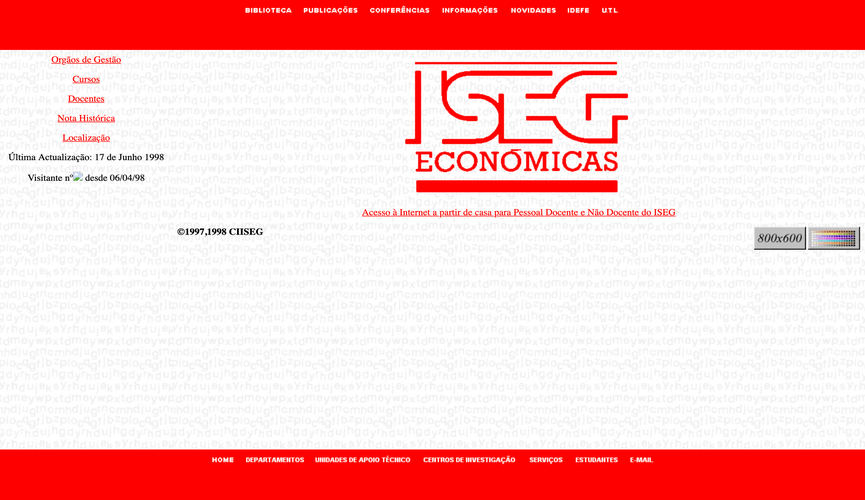 BIBLIOTECA PUBLICAÇÕES CONFERÊNCIAS INFORMAÇÕES NOVIDADES IDEFE U.T.L
Orgãos de Gestão
Cursos
Docentes
Nota Histórica
Localização
Última Actualização: 17 de Junho 1998
Visitante nº desde 06/04/98
ISEG
ECONÓMICAS
Acesso à Internet a partir de casa para Pessoal Docente e Não Docente do ISEG
©1997,1998 CIISEG
800x600
HOME DEPARTAMENTOS UNIDADES DE APOIO TÉCNICO CENTROS DE INVESTIGAÇÃO SERVIÇOS ESTUDANTES E-MAIL